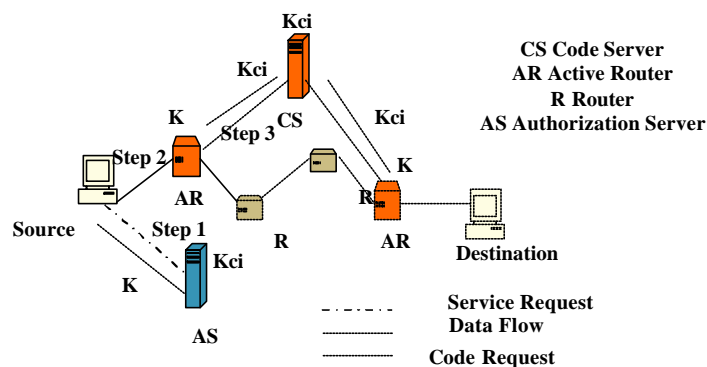 Kci
CS Code Server
AR Active Router
R Router
AS Authorization Server
Kci
Kci
K
CS
Step 3
Step 2
K
AR
R
Source
Step 1
R
AR
Destination
Kci
K
AS
Service Request
Data Flow
Code Request